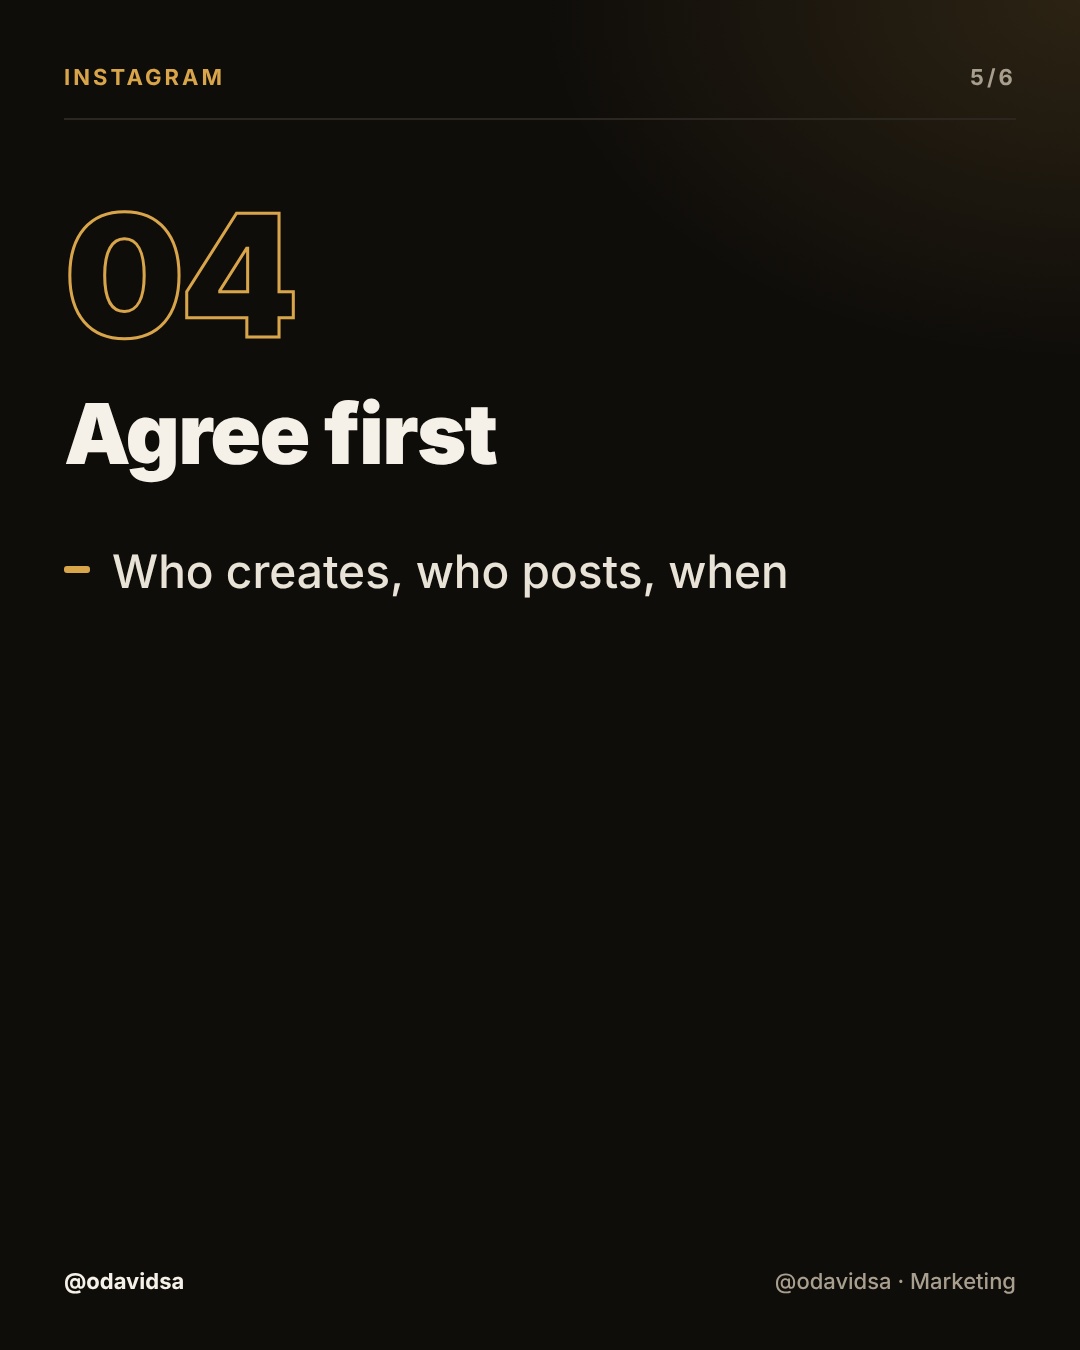 INSTAGRAM
5/6
04
Agree first
Who creates, who posts, when
@odavidsa
@odavidsa · Marketing